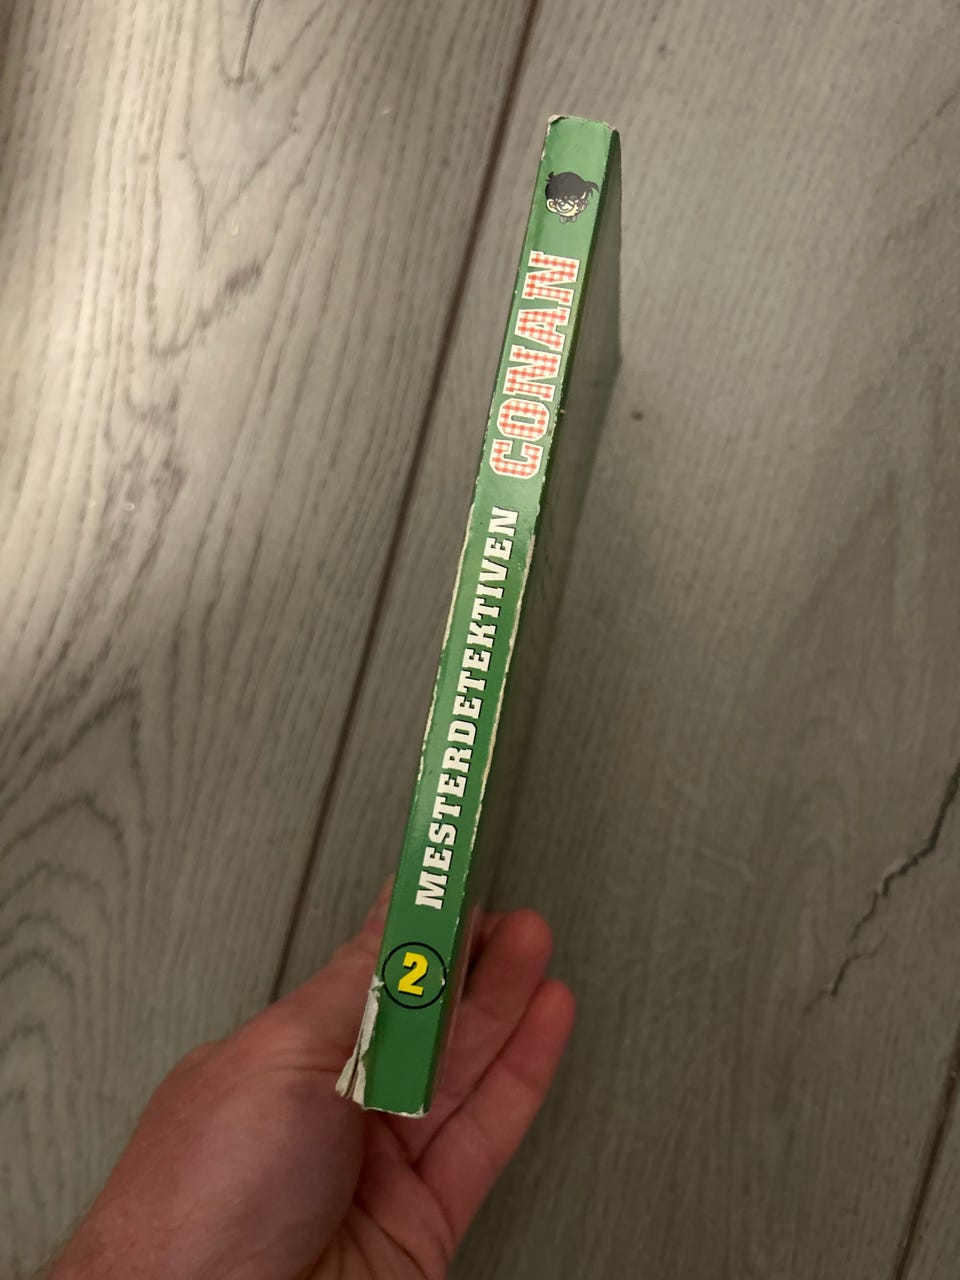 2
MESTERDETEKTIVEN CONAN